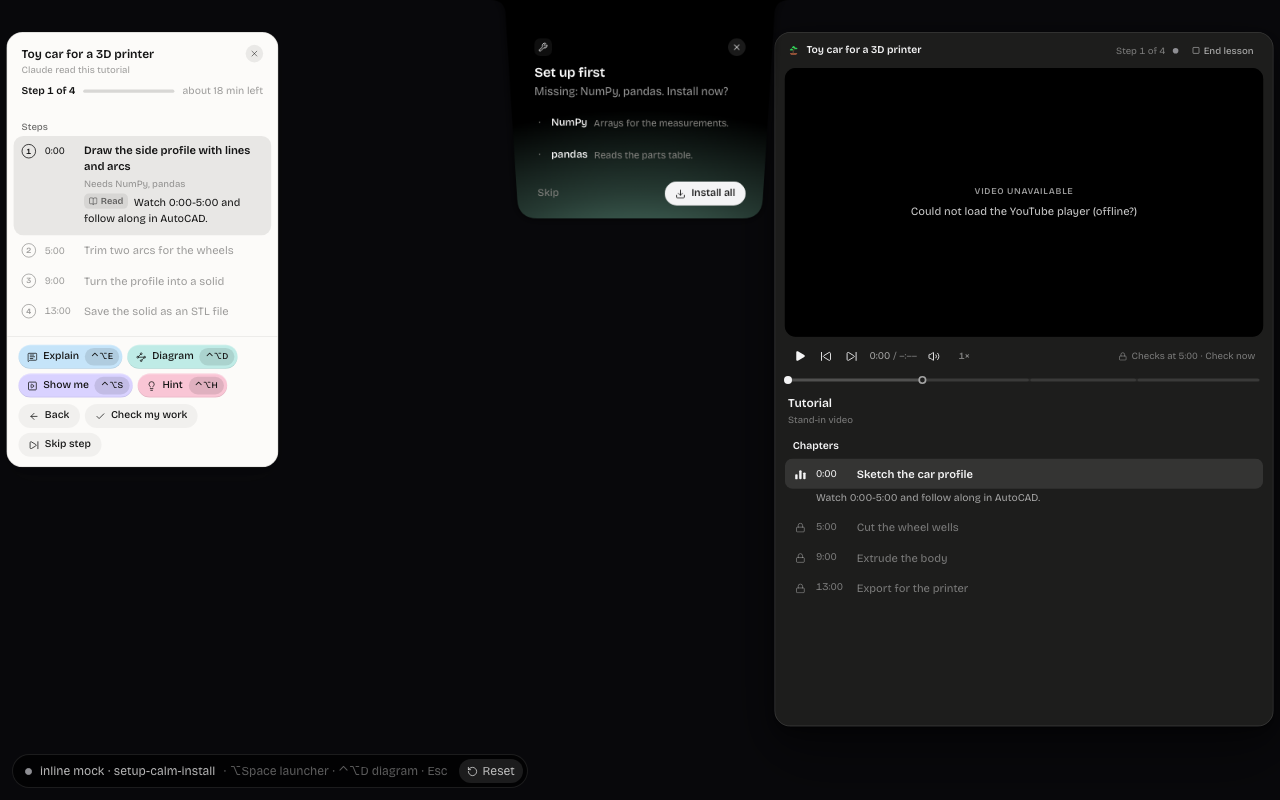 Toy car for a 3D printer
Claude read this tutorial
Step 1 of 4 about 18 min left
Steps
1 0:00 Draw the side profile with lines
and arcs
Needs NumPy, pandas
Read Watch 0:00-5:00 and
follow along in AutoCAD.
2 5:00 Trim two arcs for the wheels
3 9:00 Turn the profile into a solid
4 13:00 Save the solid as an STL file
Explain ^⌥E Diagram ^⌥D
Show me ^⌥S Hint ^⌥H
Back Check my work
Skip step
Set up first
Missing: NumPy, pandas. Install now?
· NumPy Arrays for the measurements.
· pandas Reads the parts table.
Skip Install all
Toy car for a 3D printer Step 1 of 4 End lesson
VIDEO UNAVAILABLE
Could not load the YouTube player (offline?)
0:00 / –:–– 1× Checks at 5:00 · Check now
Tutorial
Stand-in video
Chapters
0:00 Sketch the car profile
Watch 0:00-5:00 and follow along in AutoCAD.
5:00 Cut the wheel wells
9:00 Extrude the body
13:00 Export for the printer
inline mock · setup-calm-install · ⌥Space launcher · ^⌥D diagram · Esc Reset